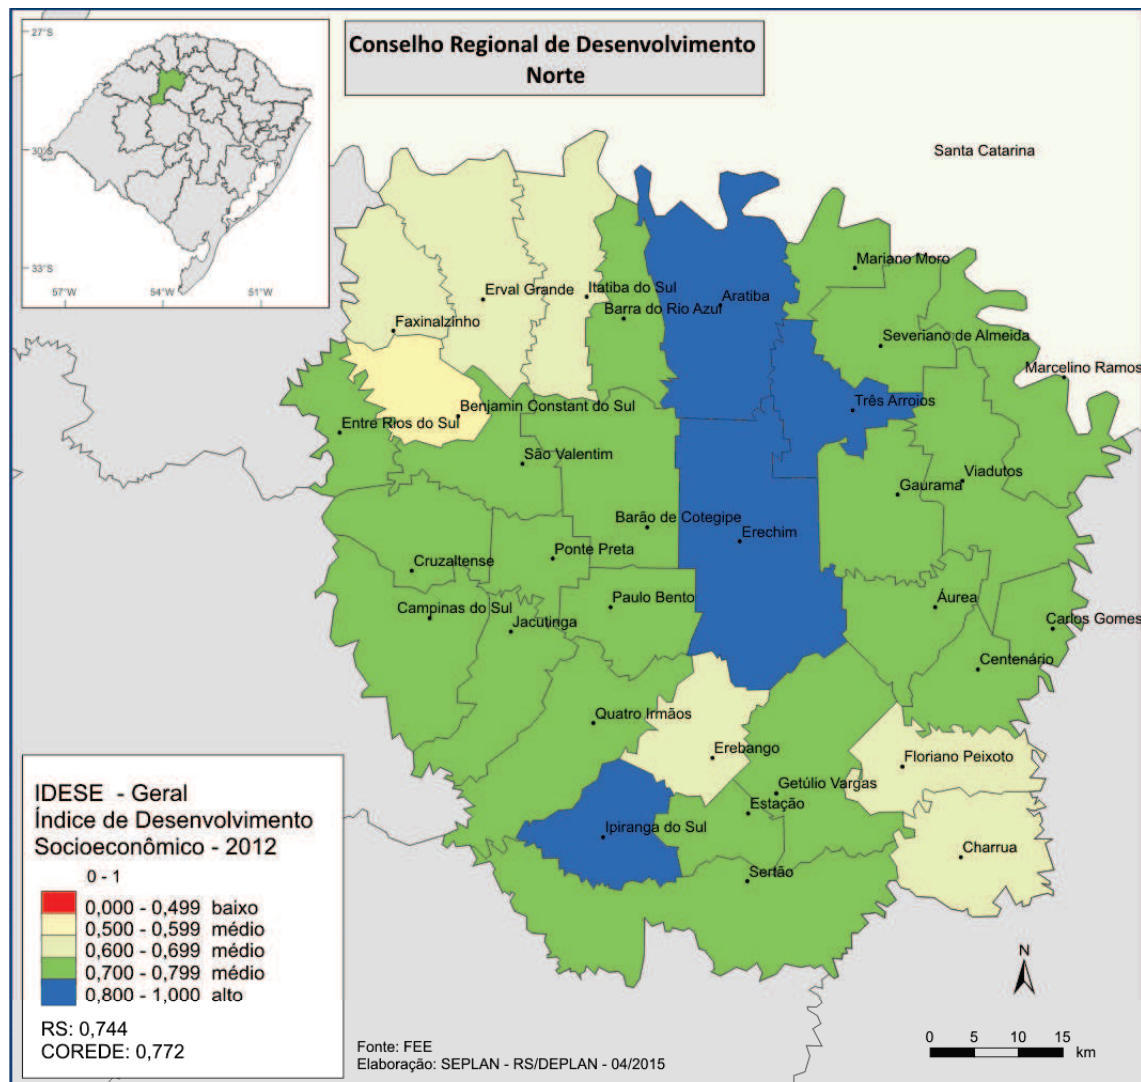 Conselho Regional de Desenvolvimento
Norte
27°S
30°S
33°S
57°W
54°W
51°W
Santa Catarina
Mariano Moro
Erval Grande
Itatiba do Sul
Aratiba
Barra do Rio Azul
Faxinalzinho
Severiano de Almeida
Marcelino Ramos
Três Arroios
Benjamin Constant do Sul
Entre Rios do Sul
São Valentim
Viadutos
Gaurama
Barão de Cotegipe
Erechim
Ponte Preta
Cruzaltense
Campinas do Sul
Paulo Bento
Áurea
Jacutinga
Carlos Gomes
Centenário
Quatro Irmãos
Erebango
Floriano Peixoto
Getúlio Vargas
Estação
Ipiranga do Sul
Charrua
Sertão
IDESE - Geral
Índice de Desenvolvimento
Socioeconômico - 2012
0 - 1
0,000 - 0,499 baixo
0,500 - 0,599 médio
0,600 - 0,699 médio
0,700 - 0,799 médio
0,800 - 1,000 alto
RS: 0,744
COREDE: 0,772
Fonte: FEE
Elaboração: SEPLAN - RS/DEPLAN - 04/2015
N
0 5 10 15
km